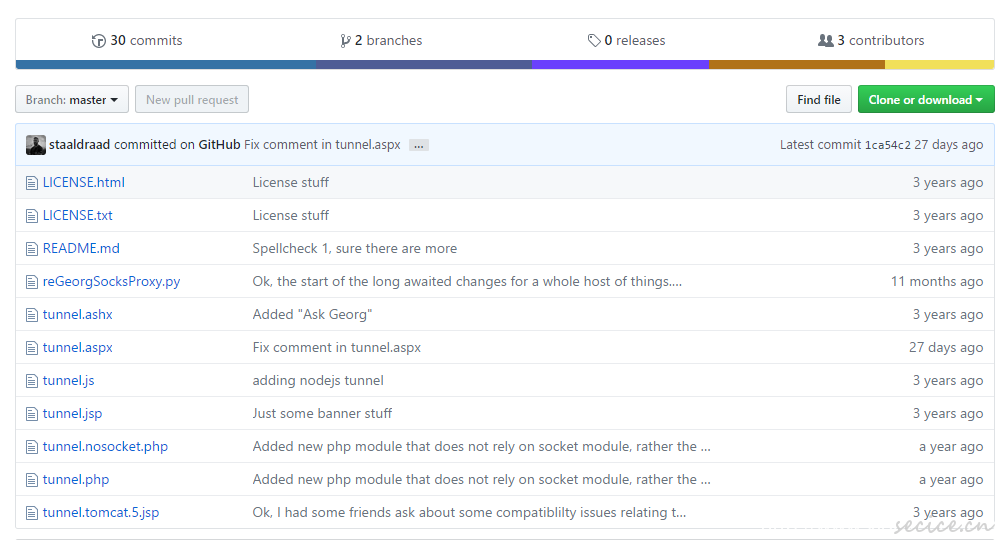 30 commits 2 branches 0 releases 3 contributors
Branch: master New pull request Find file Clone or download
staaldraad committed on GitHub Fix comment in tunnel.aspx ... Latest commit 1ca54c2 27 days ago
LICENSE.html License stuff 3 years ago
LICENSE.txt License stuff 3 years ago
README.md Spellcheck 1, sure there are more 3 years ago
reGeorgSocksProxy.py Ok, the start of the long awaited changes for a whole host of things.... 11 months ago
tunnel.ashx Added "Ask Georg" 3 years ago
tunnel.aspx Fix comment in tunnel.aspx 27 days ago
tunnel.js adding nodejs tunnel 3 years ago
tunnel.jsp Just some banner stuff 3 years ago
tunnel.nosocket.php Added new php module that does not rely on socket module, rather the ... a year ago
tunnel.php Added new php module that does not rely on socket module, rather the ... a year ago
tunnel.tomcat.5.jsp Ok, I had some friends ask about some compatiblilty issues relating t... 3 years ago